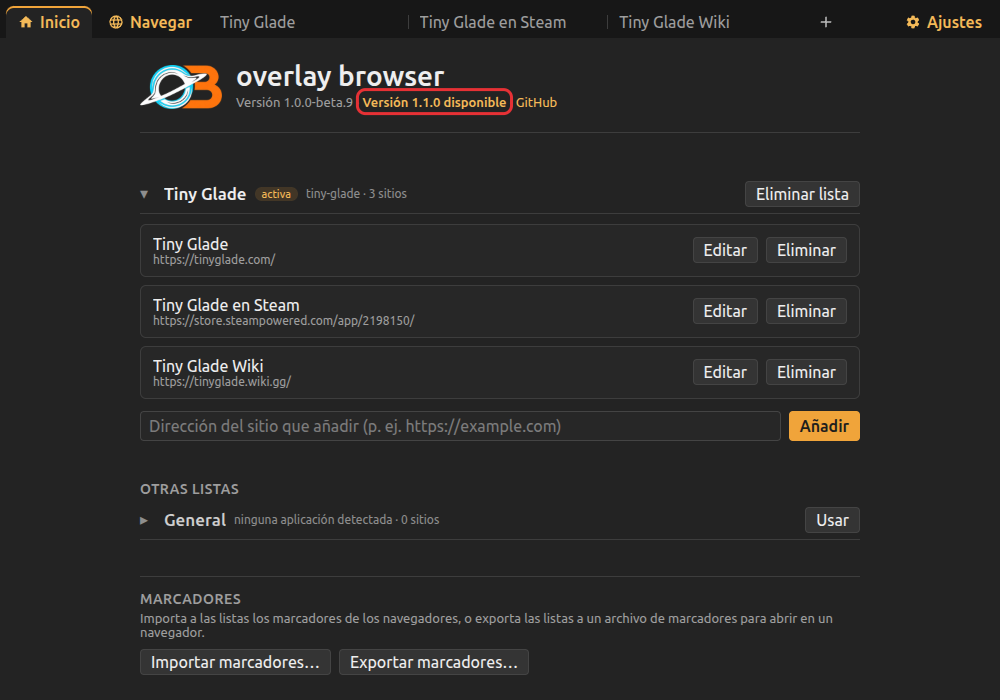 Inicio
Navegar
Tiny Glade
Tiny Glade en Steam
Tiny Glade Wiki
+
Ajustes
overlay browser
Versión 1.0.0-beta.9 Versión 1.1.0 disponible GitHub
Tiny Glade activa tiny-glade · 3 sitios
Eliminar lista
Tiny Glade
https://tinyglade.com/
Editar
Eliminar
Tiny Glade en Steam
https://store.steampowered.com/app/2198150/
Editar
Eliminar
Tiny Glade Wiki
https://tinyglade.wiki.gg/
Editar
Eliminar
Dirección del sitio que añadir (p. ej. https://example.com)
Añadir
OTRAS LISTAS
General ninguna aplicación detectada · 0 sitios
Usar
MARCADORES
Importa a las listas los marcadores de los navegadores, o exporta las listas a un archivo de marcadores para abrir en un
navegador.
Importar marcadores...
Exportar marcadores...